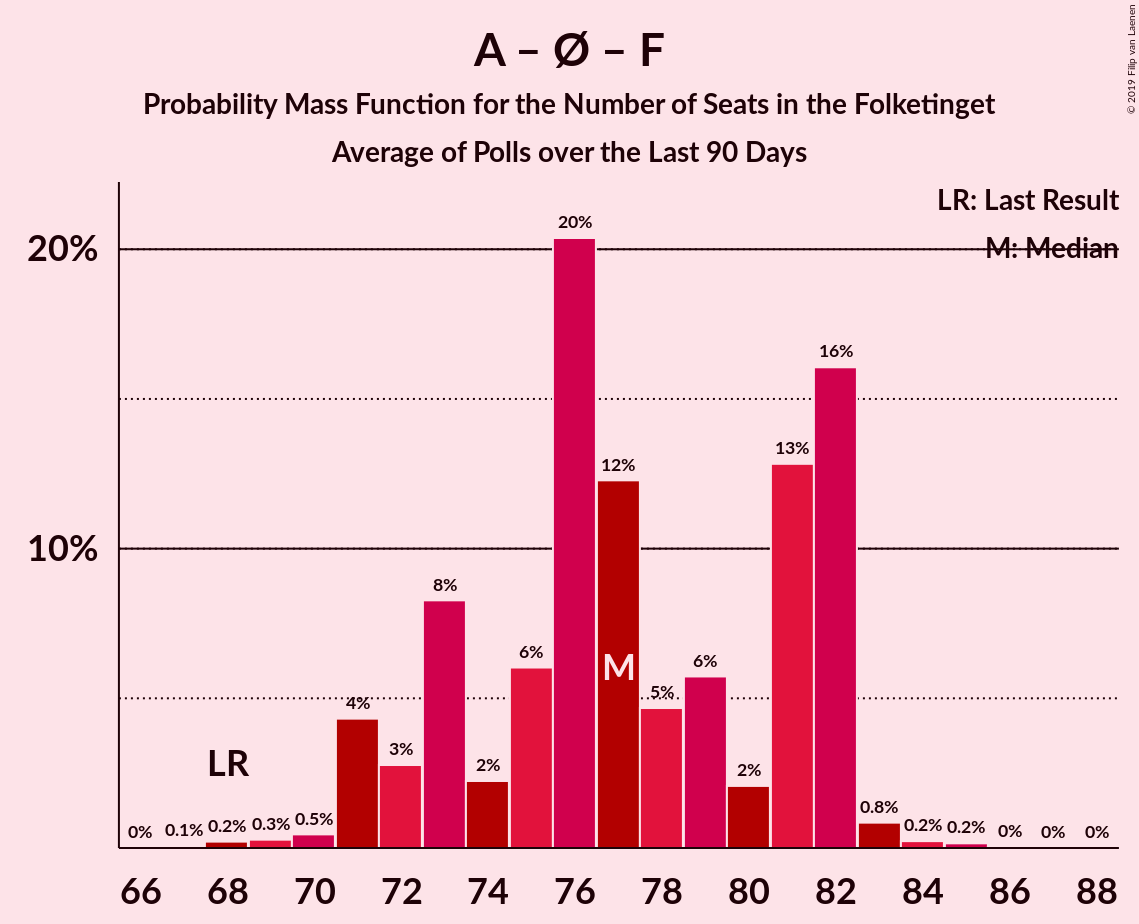 A – Ø – F
Probability Mass Function for the Number of Seats in the Folketinget
Average of Polls over the Last 90 Days
© 2019 Filip van Laenen
LR: Last Result
M: Median
20%
10%
20%
16%
13%
12%
8%
6%
6%
5%
4%
3%
2%
2%
0.8%
0.5%
0.3%
0.2%
0.1%
0%
0.2%
0.2%
0%
0%
0%
LR
M
66 68 70 72 74 76 78 80 82 84 86 88